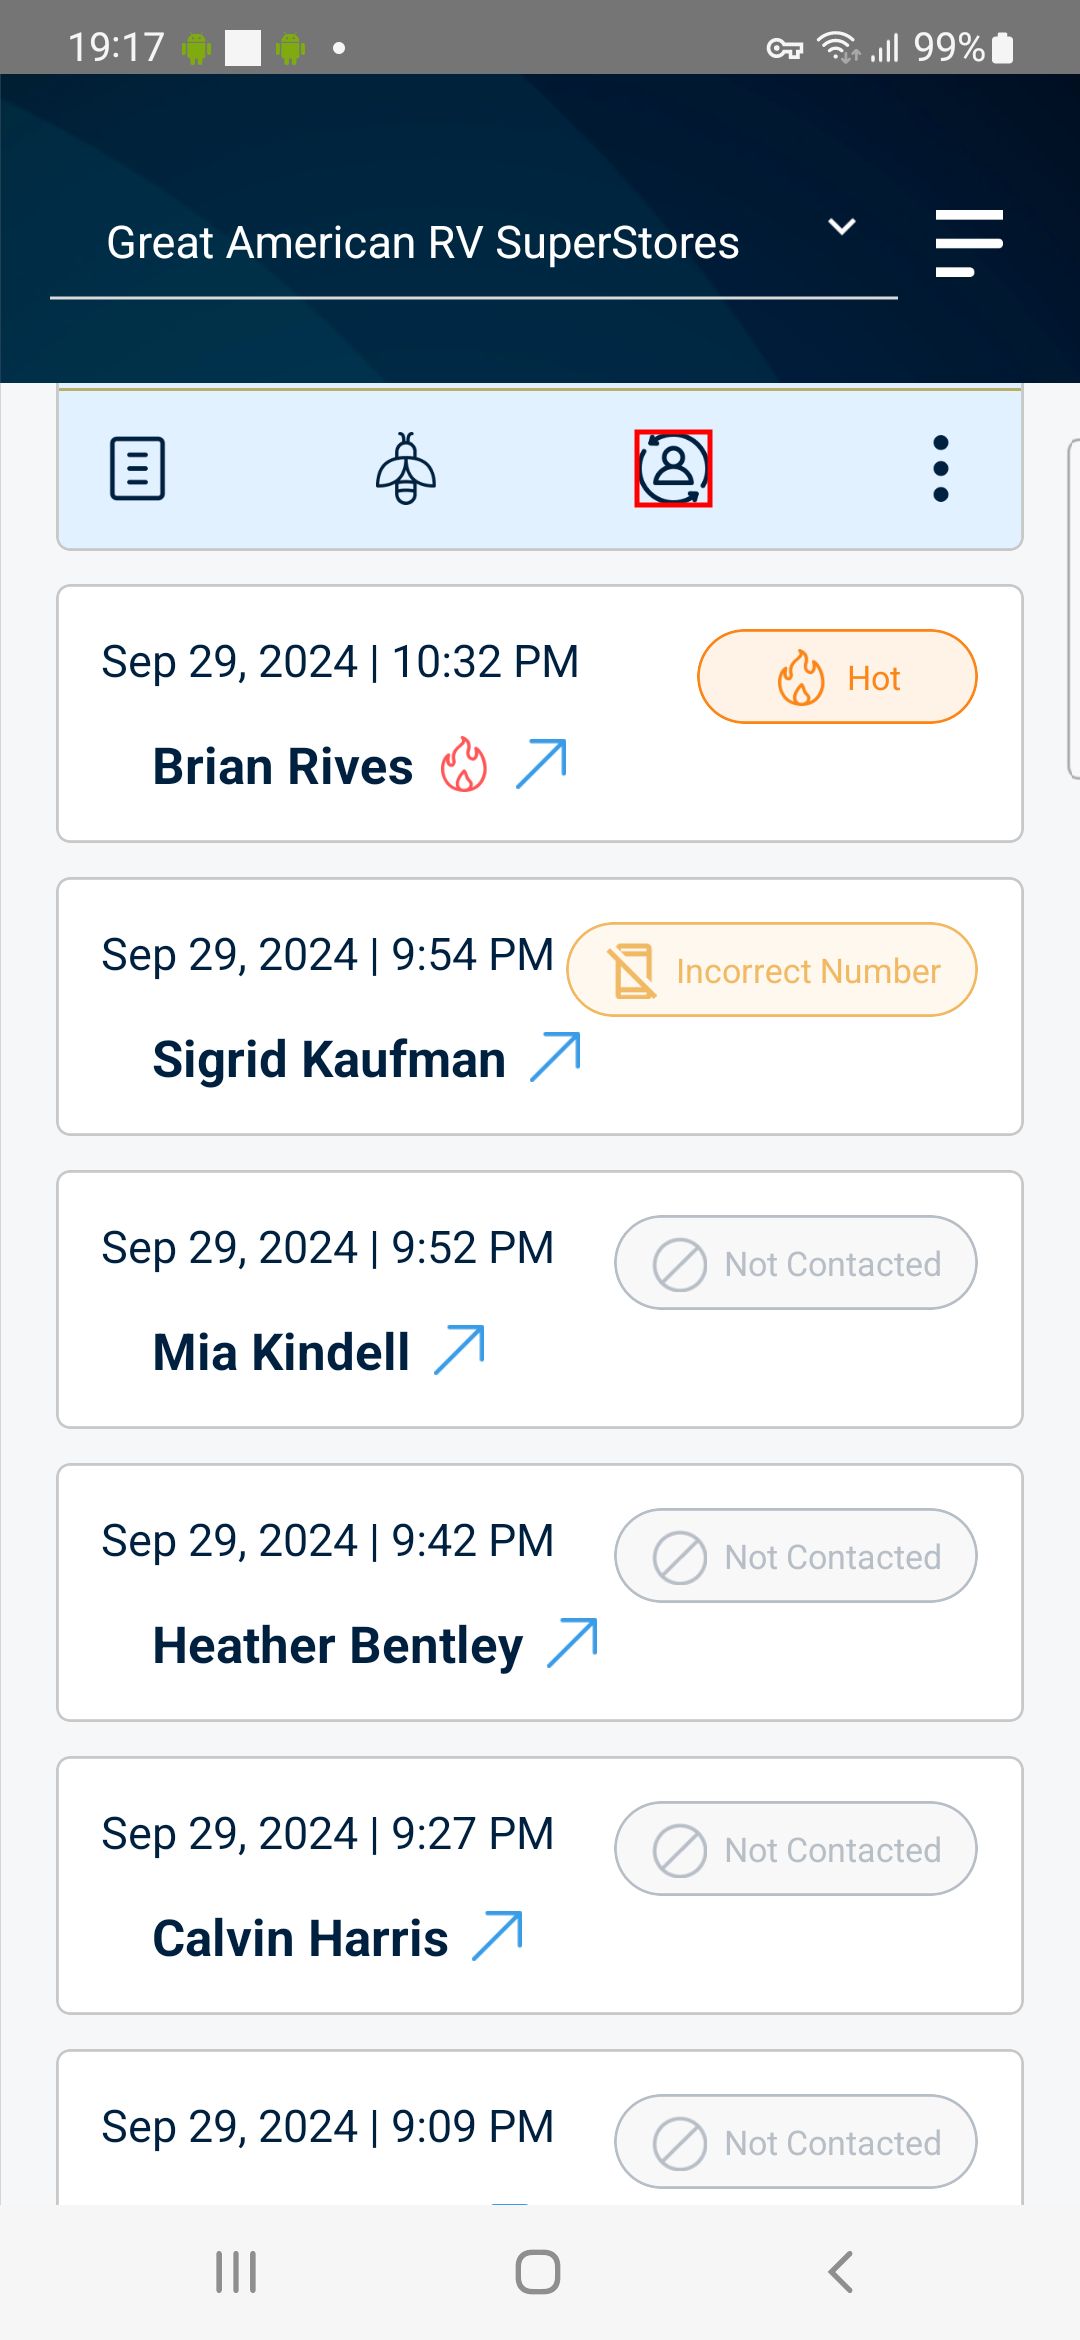 19:17
99%
Great American RV SuperStores
Sep 29, 2024 | 10:32 PM
Hot
Brian Rives
Sep 29, 2024 | 9:54 PM
Incorrect Number
Sigrid Kaufman
Sep 29, 2024 | 9:52 PM
Not Contacted
Mia Kindell
Sep 29, 2024 | 9:42 PM
Not Contacted
Heather Bentley
Sep 29, 2024 | 9:27 PM
Not Contacted
Calvin Harris
Sep 29, 2024 | 9:09 PM
Not Contacted